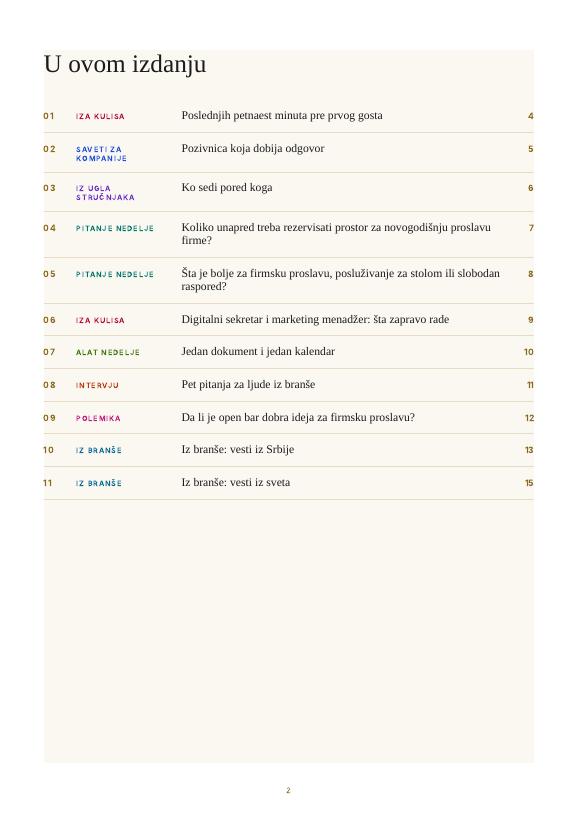 U ovom izdanju
01 IZA KULISA Poslednjih petnaest minuta pre prvog gosta 4
02 SAVETI ZA Pozivnica koja dobija odgovor 5
KOMPANIJE
03 IZ UGLA Ko sedi pored koga 6
STRUČNJAKA
04 PITANJE NEDELJE Koliko unapred treba rezervisati prostor za novogodišnju proslavu 7
firme?
05 PITANJE NEDELJE Šta je bolje za firmsku proslavu, posluživanje za stolom ili slobodan 8
raspored?
06 IZA KULISA Digitalni sekretar i marketing menadžer: šta zapravo rade 9
07 ALAT NEDELJE Jedan dokument i jedan kalendar 10
08 INTERVJU Pet pitanja za ljude iz branše 11
09 POLEMIKA Da li je open bar dobra ideja za firmsku proslavu? 12
10 IZ BRANŠE Iz branše: vesti iz Srbije 13
11 IZ BRANŠE Iz branše: vesti iz sveta 15
2